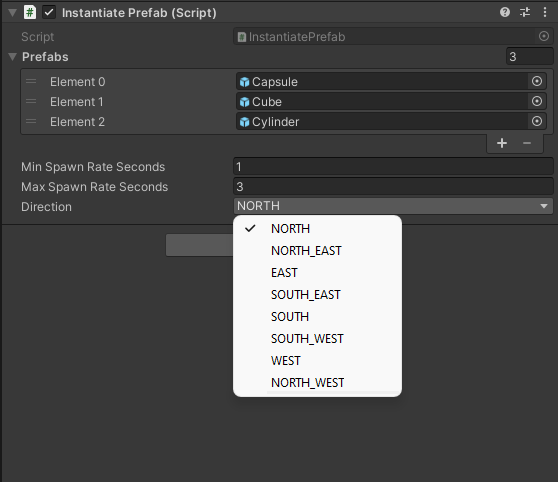 Instantiate Prefab (Script)
Script InstantiatePrefab
Prefabs 3
Element 0 Capsule
Element 1 Cube
Element 2 Cylinder
Min Spawn Rate Seconds 1
Max Spawn Rate Seconds 3
Direction NORTH
NORTH
NORTH_EAST
EAST
SOUTH_EAST
SOUTH
SOUTH_WEST
WEST
NORTH_WEST